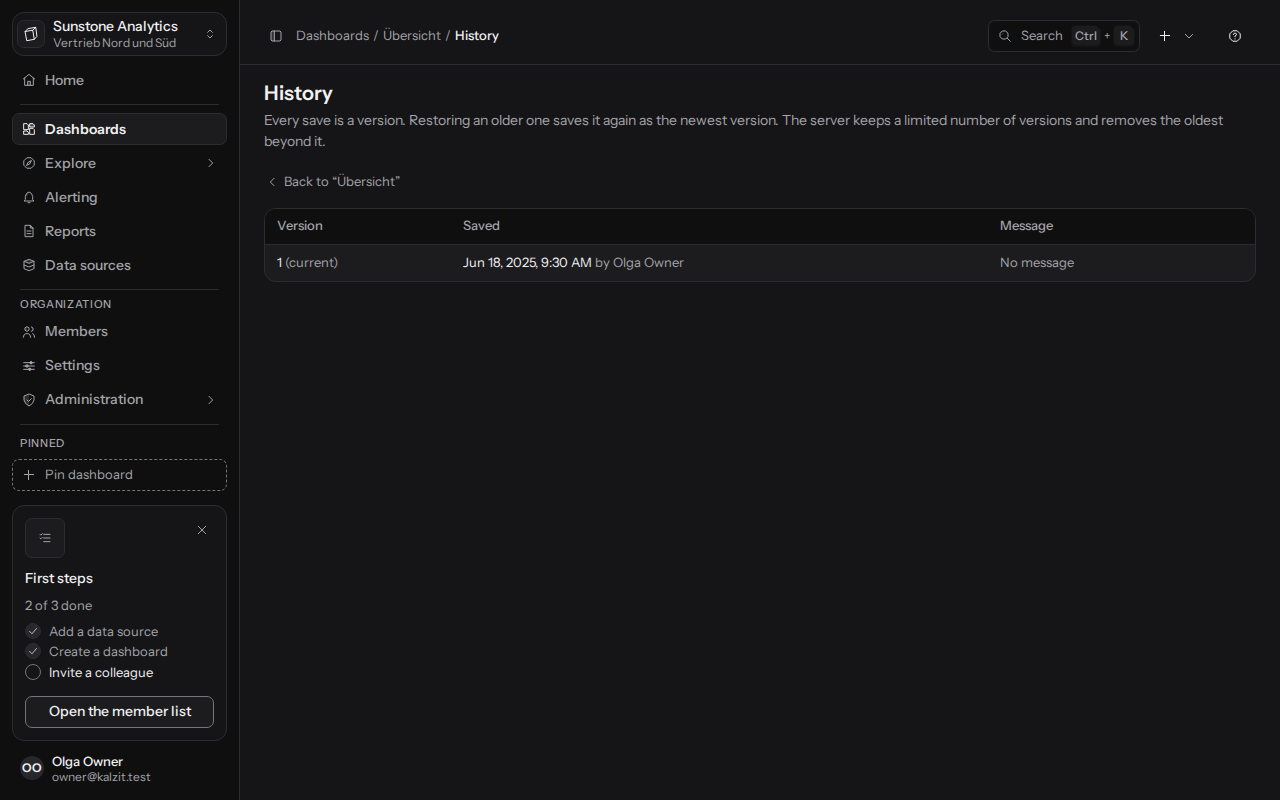 Sunstone Analytics
Vertrieb Nord und Süd
Home
Dashboards
Explore
Alerting
Reports
Data sources
ORGANIZATION
Members
Settings
Administration
PINNED
Pin dashboard
First steps
2 of 3 done
Add a data source
Create a dashboard
Invite a colleague
Open the member list
OO
Olga Owner
owner@kalzit.test
Dashboards / Übersicht / History
Search Ctrl + K
History
Every save is a version. Restoring an older one saves it again as the newest version. The server keeps a limited number of versions and removes the oldest
beyond it.
Back to “Übersicht”
Version Saved Message
1 (current) Jun 18, 2025, 9:30 AM by Olga Owner No message